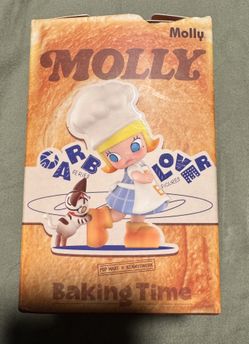 Molly
MOLLY
CARB LOVER
SERIES FIGURES
POP MART × KENNYSWORK
Baking Time